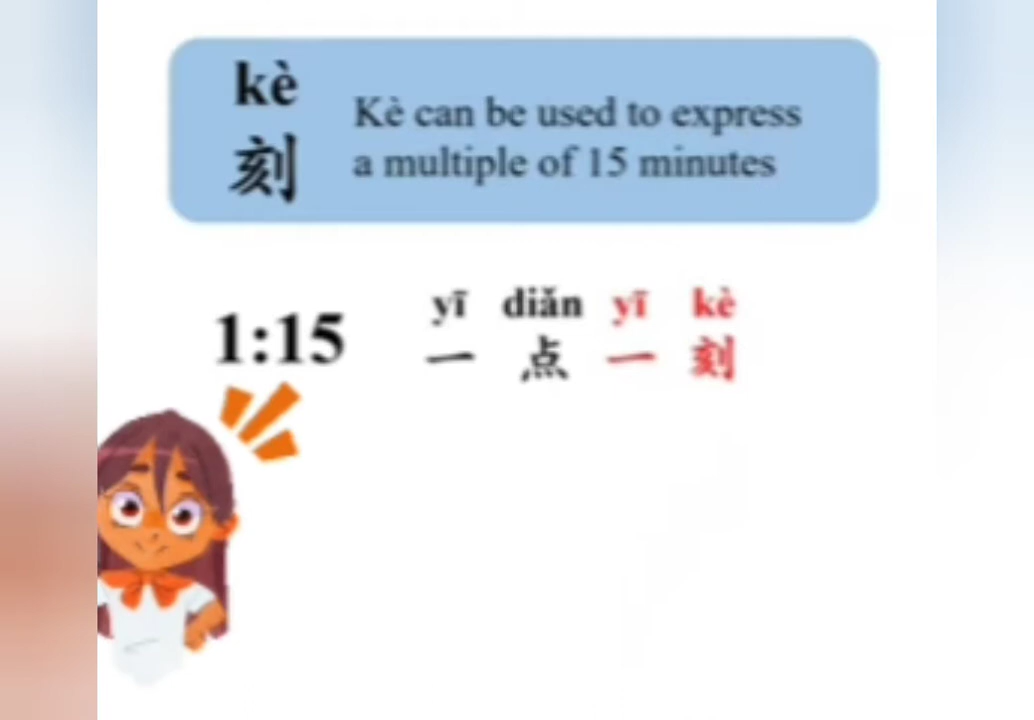 kè
刻
Kè can be used to express
a multiple of 15 minutes
1:15
yī diǎn yī kè
一 点 一 刻